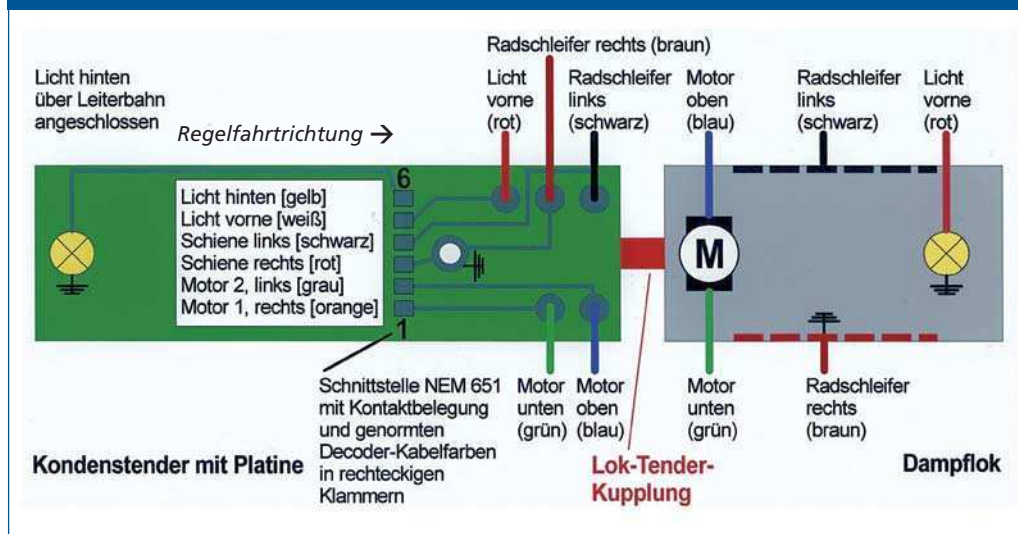 Radschleifer rechts (braun)
Licht hinten
über Leiterbahn
angeschlossen
Regelfahrtrichtung →
Licht
vorne
(rot)
Radschleifer
links
(schwarz)
Motor
oben
(blau)
Radschleifer
links
(schwarz)
Licht
vorne
(rot)
6
Licht hinten [gelb]
Licht vorne [weiß]
Schiene links [schwarz]
Schiene rechts [rot]
Motor 2, links [grau]
Motor 1, rechts [orange]
1
M
Schnittstelle NEM 651
mit Kontaktbelegung
und genormten
Decoder-Kabelfarben
in rechteckigen
Klammern
Motor
unten
(grün)
Motor
oben
(blau)
Motor
unten
(grün)
Radschleifer
rechts
(braun)
Kondenstender mit Platine
Lok-Tender-
Kupplung
Dampflok